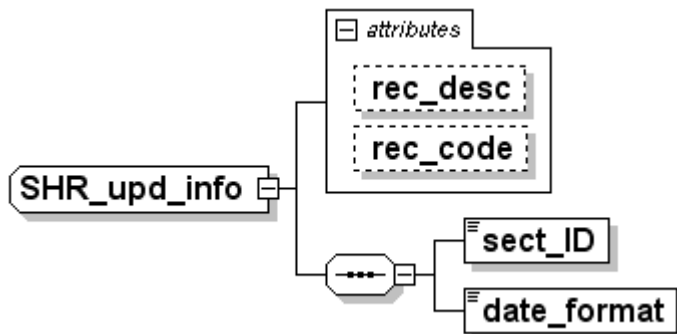 attributes
rec_desc
rec_code
SHR_upd_info
sect_ID
date_format